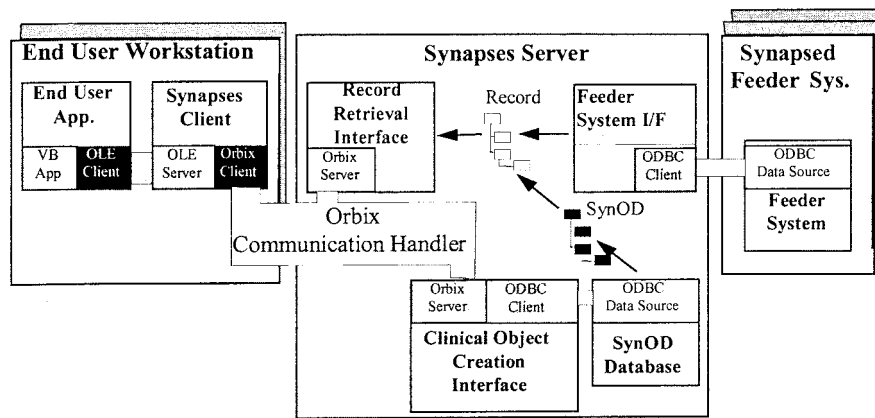 End User Workstation
End User
App.
VB
App
OLE
Client
Synapses
Client
OLE
Server
Orbix
Client
Synapses Server
Record
Retrieval
Interface
Orbix
Server
Record
Feeder
System I/F
ODBC
Client
SynOD
Orbix
Communication Handler
Orbix
Server
ODBC
Client
Clinical Object
Creation
Interface
ODBC
Data Source
SynOD
Database
Synapsed
Feeder Sys.
ODBC
Data Source
Feeder
System